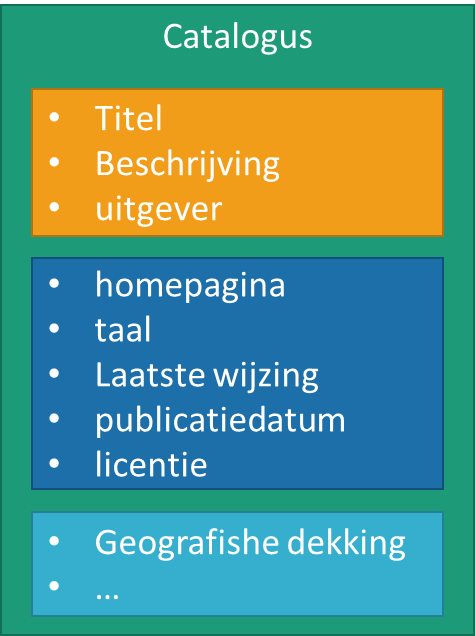 Catalogus
• Titel
• Beschrijving
• uitgever
• homepagina
• taal
• Laatste wijzing
• publicatiedatum
• licentie
• Geografishe dekking
• ...